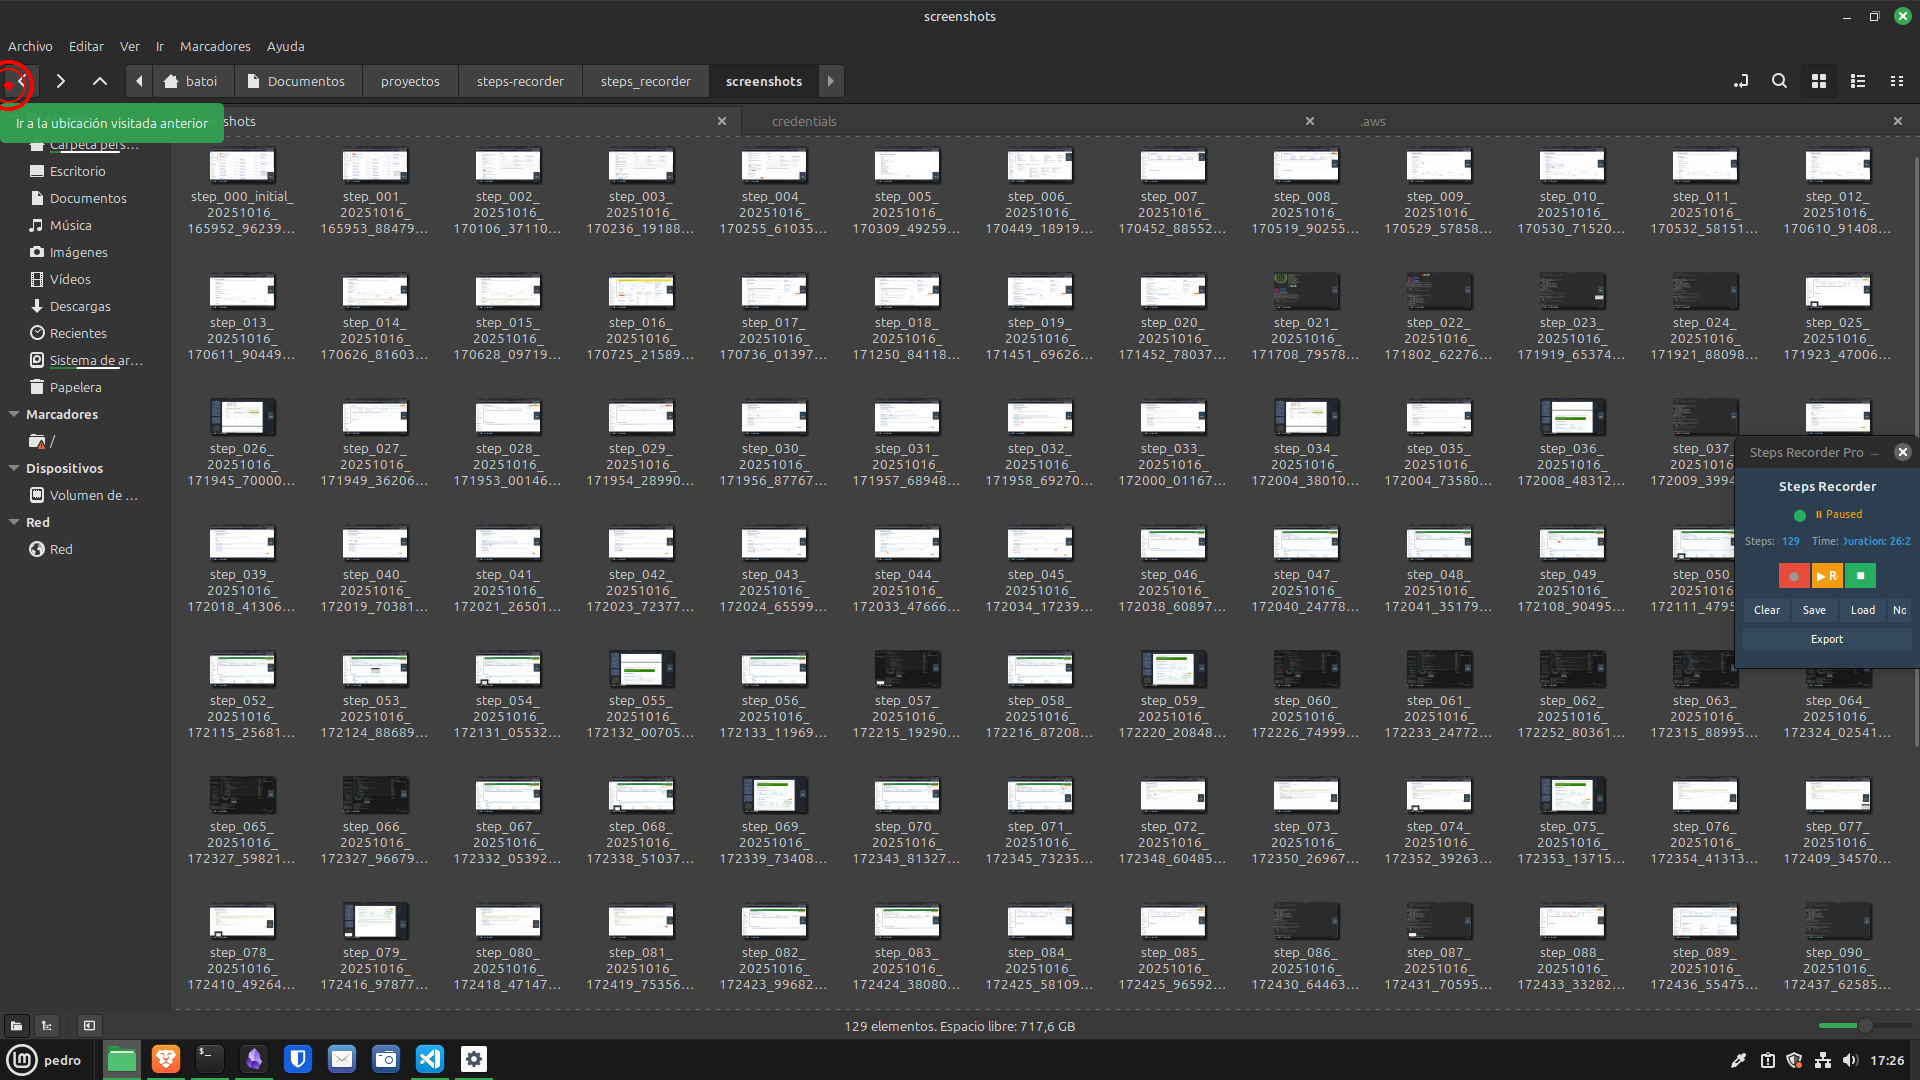 screenshots
Archivo Editar Ver Ir Marcadores Ayuda
batoi Documentos proyectos steps-recorder steps_recorder screenshots
Ir a la ubicación visitada anterior
shots credentials .aws
Carpeta pers...
Escritorio
Documentos
Música
Imágenes
Vídeos
Descargas
Recientes
Sistema de ar...
Papelera
Marcadores
/
Dispositivos
Volumen de ...
Red
Red
step_000_initial_ step_001_ step_002_ step_003_ step_004_ step_005_ step_006_ step_007_ step_008_ step_009_ step_010_ step_011_ step_012_
20251016_ 20251016_ 20251016_ 20251016_ 20251016_ 20251016_ 20251016_ 20251016_ 20251016_ 20251016_ 20251016_ 20251016_ 20251016_
165952_96239... 165953_88479... 170106_37110... 170236_19188... 170255_61035... 170309_49259... 170449_18919... 170452_88552... 170519_90255... 170529_57858... 170530_71520... 170532_58151... 170610_91408...
step_013_ step_014_ step_015_ step_016_ step_017_ step_018_ step_019_ step_020_ step_021_ step_022_ step_023_ step_024_ step_025_
20251016_ 20251016_ 20251016_ 20251016_ 20251016_ 20251016_ 20251016_ 20251016_ 20251016_ 20251016_ 20251016_ 20251016_ 20251016_
170611_90449... 170626_81603... 170628_09719... 170725_21589... 170736_01397... 171250_84118... 171451_69626... 171452_78037... 171708_79578... 171802_62276... 171919_65374... 171921_88098... 171923_47006...
step_026_ step_027_ step_028_ step_029_ step_030_ step_031_ step_032_ step_033_ step_034_ step_035_ step_036_ step_037_
20251016_ 20251016_ 20251016_ 20251016_ 20251016_ 20251016_ 20251016_ 20251016_ 20251016_ 20251016_ 20251016_ 20251016_
171945_70000... 171949_36206... 171953_00146... 171954_28990... 171956_87767... 171957_68948... 171958_69270... 172000_01167... 172004_38010... 172004_73580... 172008_48312... 172009_3994
step_039_ step_040_ step_041_ step_042_ step_043_ step_044_ step_045_ step_046_ step_047_ step_048_ step_049_ step_050_
20251016_ 20251016_ 20251016_ 20251016_ 20251016_ 20251016_ 20251016_ 20251016_ 20251016_ 20251016_ 20251016_ 20251016_
172018_41306... 172019_70381... 172021_26501... 172023_72377... 172024_65599... 172033_47666... 172034_17239... 172038_60897... 172040_24778... 172041_35179... 172108_90495... 172111_4795
step_052_ step_053_ step_054_ step_055_ step_056_ step_057_ step_058_ step_059_ step_060_ step_061_ step_062_ step_063_ step_064_
20251016_ 20251016_ 20251016_ 20251016_ 20251016_ 20251016_ 20251016_ 20251016_ 20251016_ 20251016_ 20251016_ 20251016_ 20251016_
172115_25681... 172124_88689... 172131_05532... 172132_00705... 172133_11969... 172215_19290... 172216_87208... 172220_20848... 172226_74999... 172233_24772... 172252_80361... 172315_88995... 172324_02541...
step_065_ step_066_ step_067_ step_068_ step_069_ step_070_ step_071_ step_072_ step_073_ step_074_ step_075_ step_076_ step_077_
20251016_ 20251016_ 20251016_ 20251016_ 20251016_ 20251016_ 20251016_ 20251016_ 20251016_ 20251016_ 20251016_ 20251016_ 20251016_
172327_59821... 172327_96679... 172332_05392... 172338_51037... 172339_73408... 172343_81327... 172345_73235... 172348_60485... 172350_26967... 172352_39263... 172353_13715... 172354_41313... 172409_34570...
step_078_ step_079_ step_080_ step_081_ step_082_ step_083_ step_084_ step_085_ step_086_ step_087_ step_088_ step_089_ step_090_
20251016_ 20251016_ 20251016_ 20251016_ 20251016_ 20251016_ 20251016_ 20251016_ 20251016_ 20251016_ 20251016_ 20251016_ 20251016_
172410_49264... 172416_97877... 172418_47147... 172419_75356... 172423_99682... 172424_38080... 172425_58109... 172425_96592... 172430_64463... 172431_70595... 172433_33282... 172436_55475... 172437_62585...
Steps Recorder Pro
Steps Recorder
Paused
Steps: 129 Time: Duration: 26:2
R
Clear Save Load No
Export
129 elementos. Espacio libre: 717,6 GB
pedro
17:26